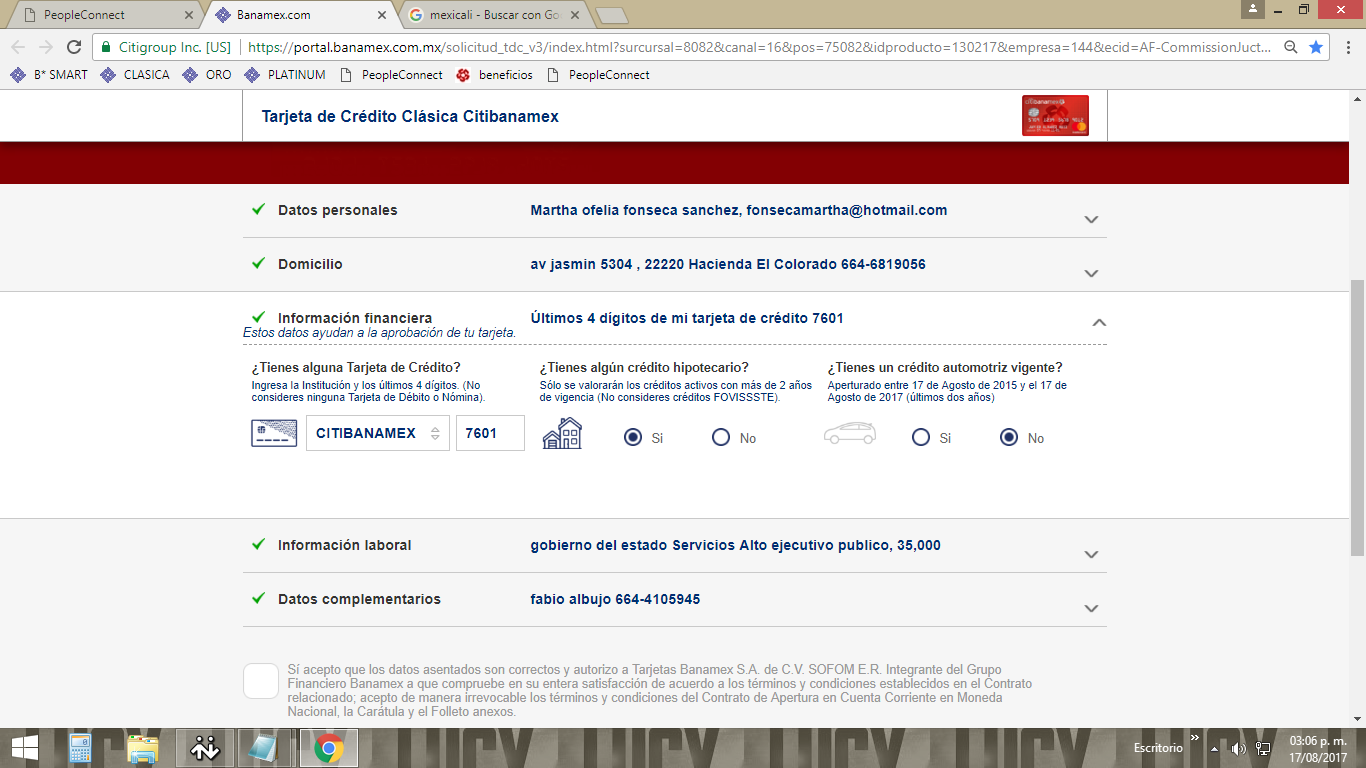 PeopleConnect
Banamex.com
mexicali - Buscar con Go
Citigroup Inc. [US]
https://portal.banamex.com.mx/solicitud_tdc_v3/index.html?surcursal=8082&canal=16&pos=75082&idproducto=130217&empresa=144&ecid=AF-CommissionJuct...
B* SMART CLASICA ORO PLATINUM PeopleConnect beneficios PeopleConnect
Tarjeta de Crédito Clásica Citibanamex
Datos personales Martha ofelia fonseca sanchez, fonsecamartha@hotmail.com
Domicilio av jasmin 5304 , 22220 Hacienda El Colorado 664-6819056
Información financiera Últimos 4 dígitos de mi tarjeta de crédito 7601
Estos datos ayudan a la aprobación de tu tarjeta.
¿Tienes alguna Tarjeta de Crédito?
Ingresa la Institución y los últimos 4 dígitos. (No
consideres ninguna Tarjeta de Débito o Nómina).
CITIBANAMEX 7601
¿Tienes algún crédito hipotecario?
Sólo se valorarán los créditos activos con más de 2 años
de vigencia (No consideres créditos FOVISSSTE).
Si No
¿Tienes un crédito automotriz vigente?
Aperturado entre 17 de Agosto de 2015 y el 17 de
Agosto de 2017 (últimos dos años)
Si No
Información laboral gobierno del estado Servicios Alto ejecutivo publico, 35,000
Datos complementarios fabio albujo 664-4105945
Sí acepto que los datos asentados son correctos y autorizo a Tarjetas Banamex S.A. de C.V. SOFOM E.R. Integrante del Grupo
Financiero Banamex a que compruebe en su entera satisfacción de acuerdo a los términos y condiciones establecidos en el Contrato
relacionado; acepto de manera irrevocable los términos y condiciones del Contrato de Apertura en Cuenta Corriente en Moneda
Nacional, la Carátula y el Folleto anexos.
Escritorio
03:06 p. m.
17/08/2017